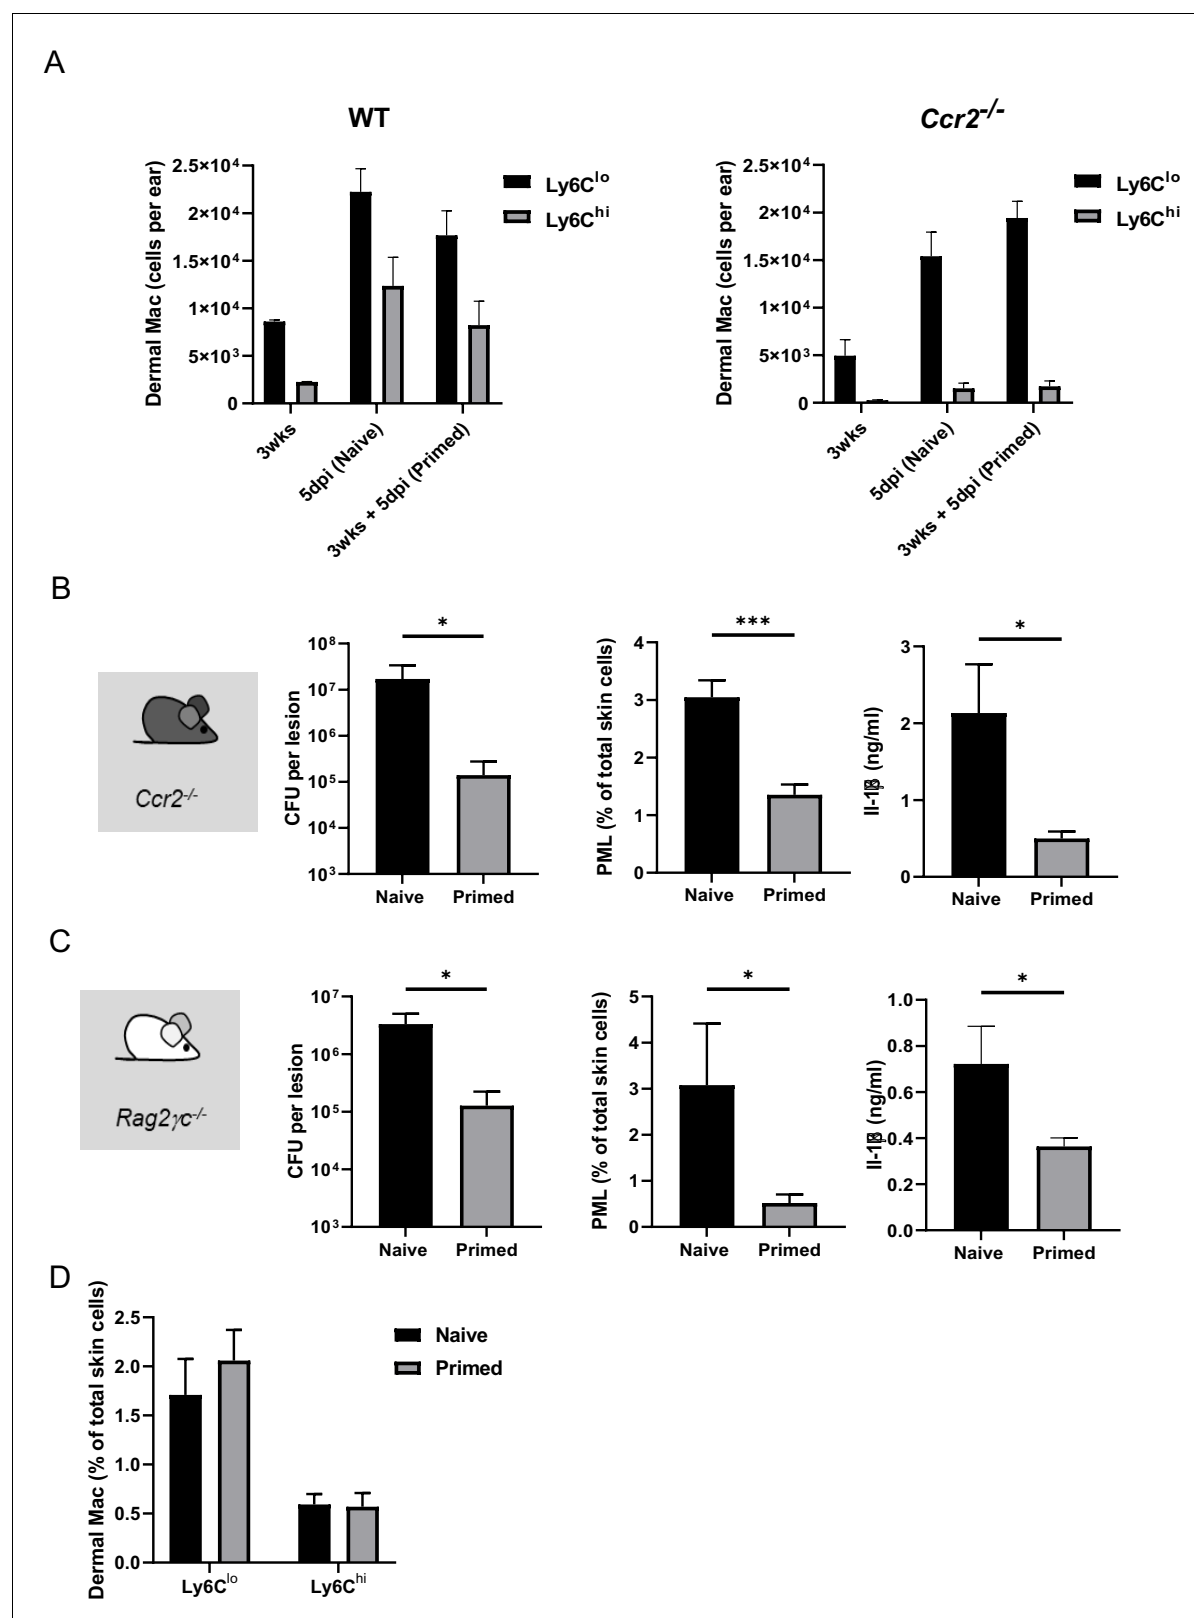 A
WT
Ccr2-/-
Dermal Mac (cells per ear)
2.5×10⁴
2×10⁴
1.5×10⁴
1×10⁴
5×10³
0
3wks
5dpi (Naive)
3wks + 5dpi (Primed)
Ly6Clo
Ly6Chi
Dermal Mac (cells per ear)
2.5×10⁴
2×10⁴
1.5×10⁴
1×10⁴
5×10³
0
3wks
5dpi (Naive)
3wks + 5dpi (Primed)
Ly6Clo
Ly6Chi
B
Ccr2-/-
CFU per lesion
10⁸
10⁷
10⁶
10⁵
10⁴
10³
*
Naive Primed
PML (% of total skin cells)
4
3
2
1
0
***
Naive Primed
Il-1β (ng/ml)
3
2
1
0
*
Naive Primed
C
Rag2γc-/-
CFU per lesion
10⁷
10⁶
10⁵
10⁴
10³
*
Naive Primed
PML (% of total skin cells)
5
4
3
2
1
0
*
Naive Primed
Il-1β (ng/ml)
1.0
0.8
0.6
0.4
0.2
0.0
*
Naive Primed
D
Dermal Mac (% of total skin cells)
2.5
2.0
1.5
1.0
0.5
0.0
Ly6Clo Ly6Chi
Naive
Primed